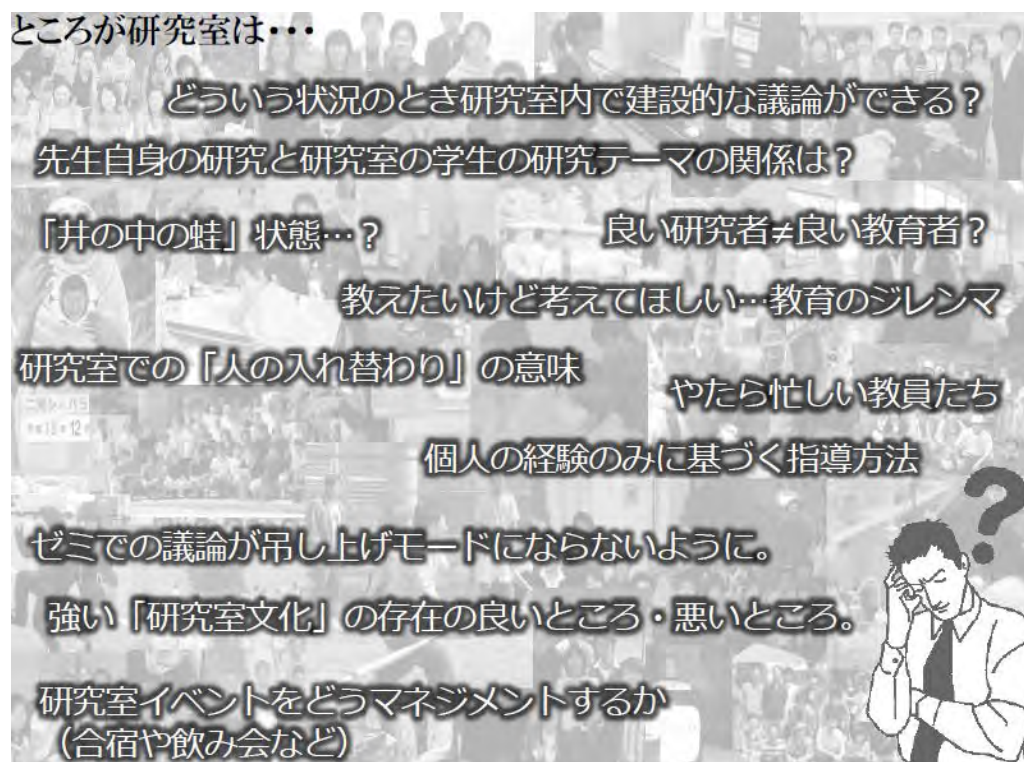 ところが研究室は・・・
どういう状況のとき研究室内で建設的な議論ができる？
先生自身の研究と研究室の学生の研究テーマの関係は？
「井の中の蛙」状態…？
良い研究者≠良い教育者？
教えたいけど考えてほしい…教育のジレンマ
研究室での「人の入れ替わり」の意味
やたら忙しい教員たち
個人の経験のみに基づく指導方法
ゼミでの議論が吊し上げモードにならないように。
強い「研究室文化」の存在の良いところ・悪いところ。
研究室イベントをどうマネジメントするか
（合宿や飲み会など）
？